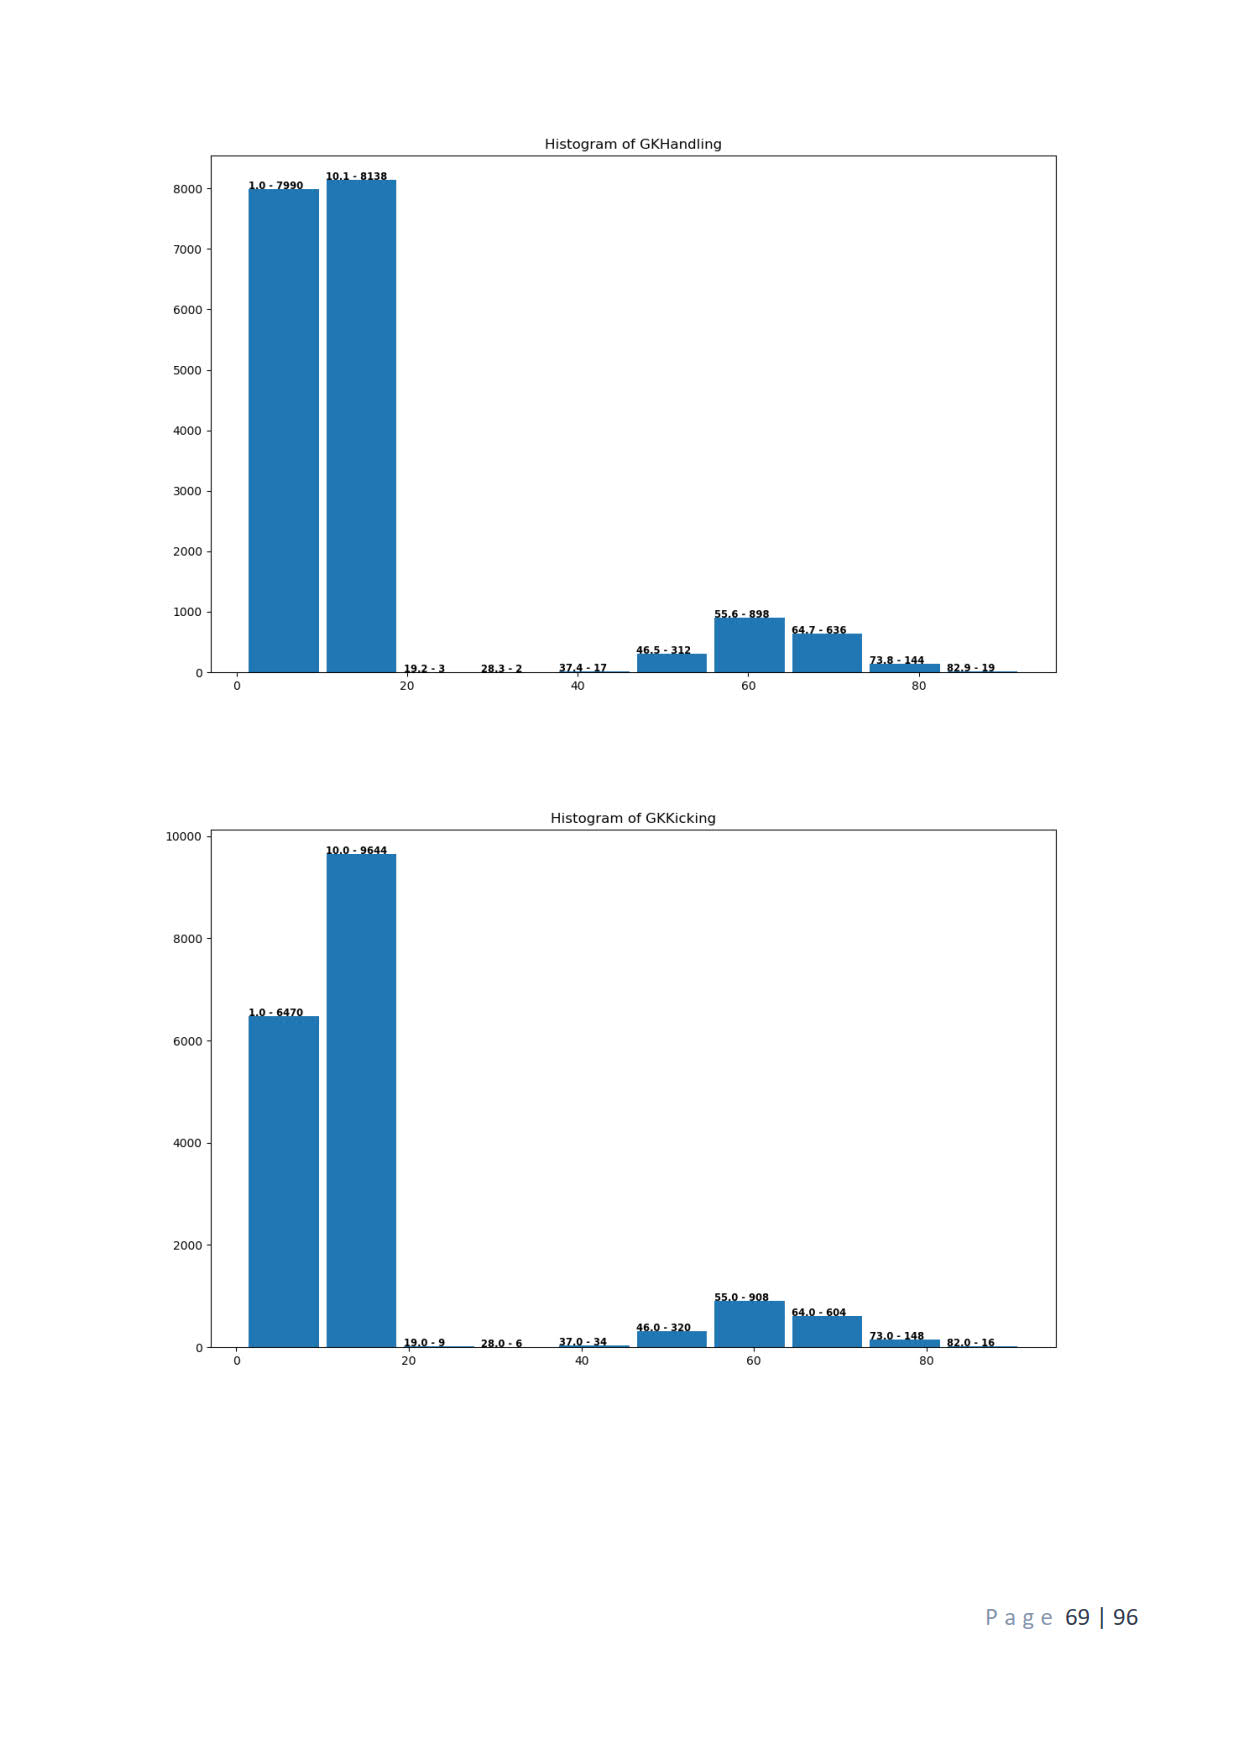 Histogram of GKHandling
8000
7000
6000
5000
4000
3000
2000
1000
0
1.0 - 7990
10.1 - 8138
19.2 - 3
28.3 - 2
37.4 - 17
46.5 - 312
55.6 - 898
64.7 - 636
73.8 - 144
82.9 - 19
0 20 40 60 80
Histogram of GKKicking
10000
8000
6000
4000
2000
0
1.0 - 6470
10.0 - 9644
19.0 - 9
28.0 - 6
37.0 - 34
46.0 - 320
55.0 - 908
64.0 - 604
73.0 - 148
82.0 - 16
0 20 40 60 80
Page 69 | 96